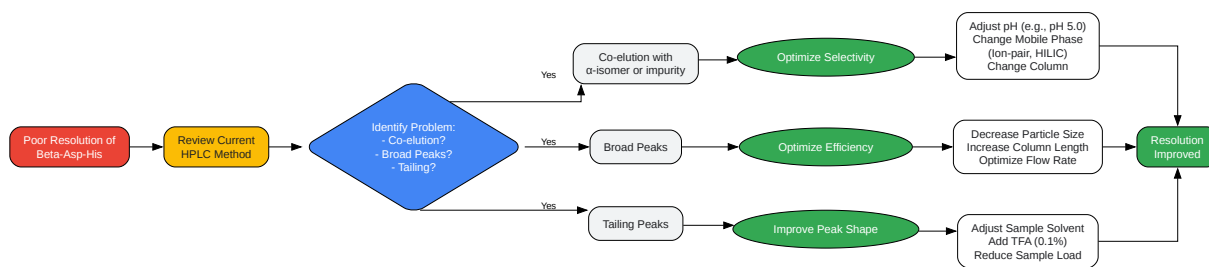 Poor Resolution of
Beta-Asp-His
Review Current
HPLC Method
Identify Problem:
- Co-elution?
- Broad Peaks?
- Tailing?
Yes
Co-elution with
α-isomer or impurity
Optimize Selectivity
Adjust pH (e.g., pH 5.0)
Change Mobile Phase
(Ion-pair, HILIC)
Change Column
Yes
Broad Peaks
Optimize Efficiency
Decrease Particle Size
Increase Column Length
Optimize Flow Rate
Yes
Tailing Peaks
Improve Peak Shape
Adjust Sample Solvent
Add TFA (0.1%)
Reduce Sample Load
Resolution
Improved